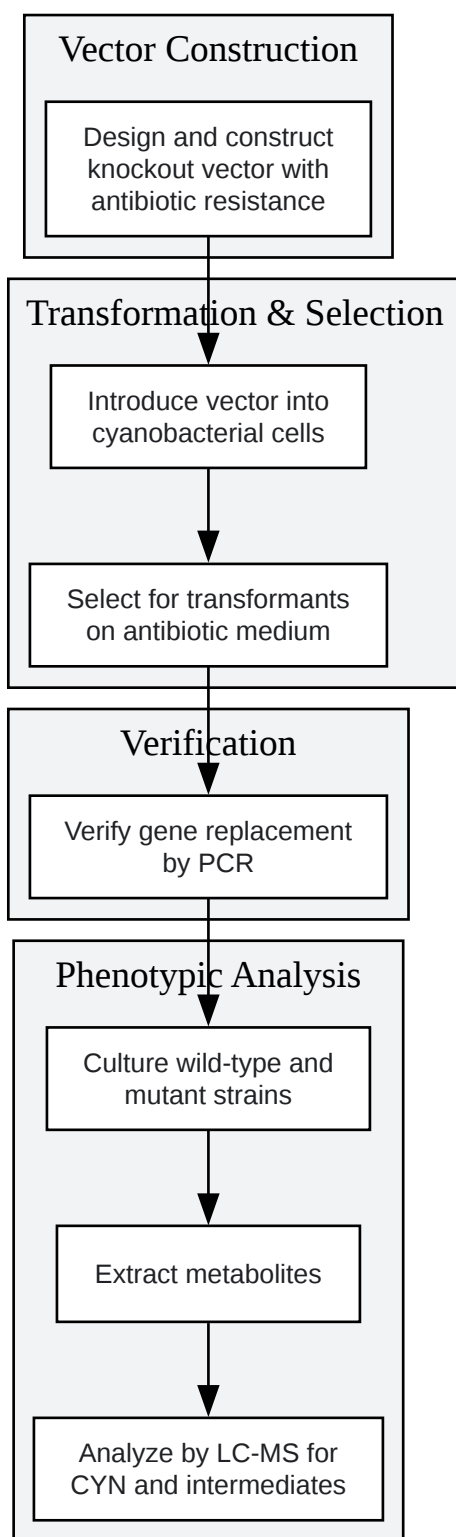 Vector Construction
Design and construct
knockout vector with
antibiotic resistance
Transformation & Selection
Introduce vector into
cyanobacterial cells
Select for transformants
on antibiotic medium
Verification
Verify gene replacement
by PCR
Phenotypic Analysis
Culture wild-type and
mutant strains
Extract metabolites
Analyze by LC-MS for
CYN and intermediates